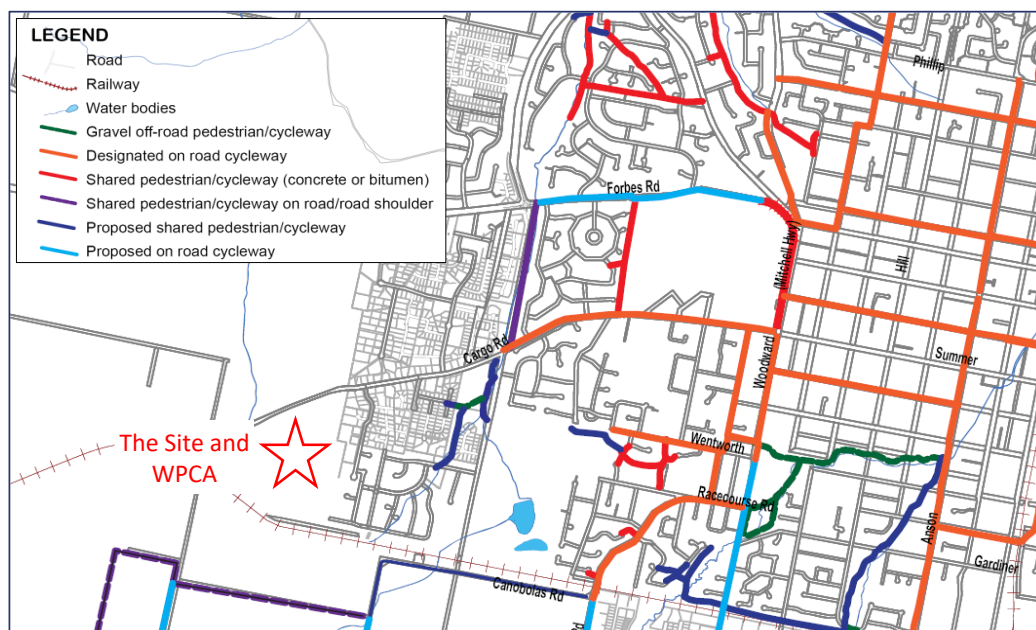 LEGEND
Road
Railway
Water bodies
Gravel off-road pedestrian/cycleway
Designated on road cycleway
Shared pedestrian/cycleway (concrete or bitumen)
Shared pedestrian/cycleway on road/road shoulder
Proposed shared pedestrian/cycleway
Proposed on road cycleway
Phillip
Forbes Rd
(Mitchell Hwy)
Hill
Cargo Rd
Woodward
Summer
The Site and
WPCA
Wentworth
Racecourse Rd
Anson
Gardiner
Canobolas Rd
Rd